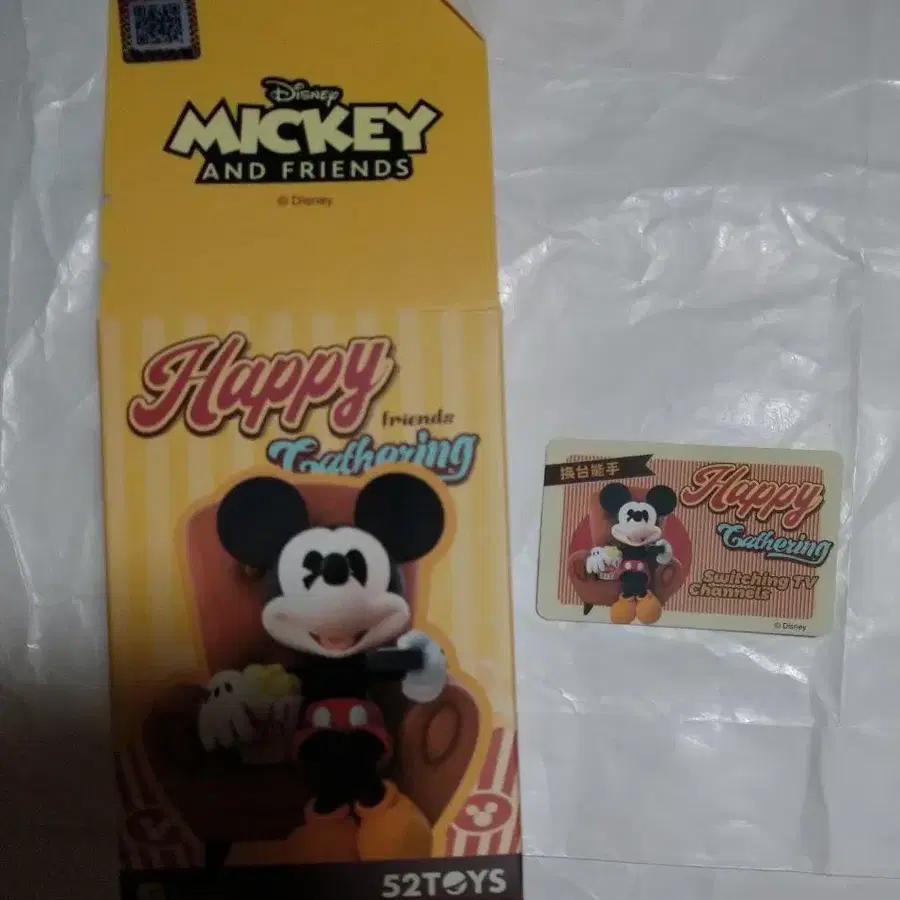 Disney
MICKEY
AND FRIENDS
© Disney
Happy
friends
Gathering
52TOYS
换台能手
Happy
Gathering
Switching TV
Channels
© Disney